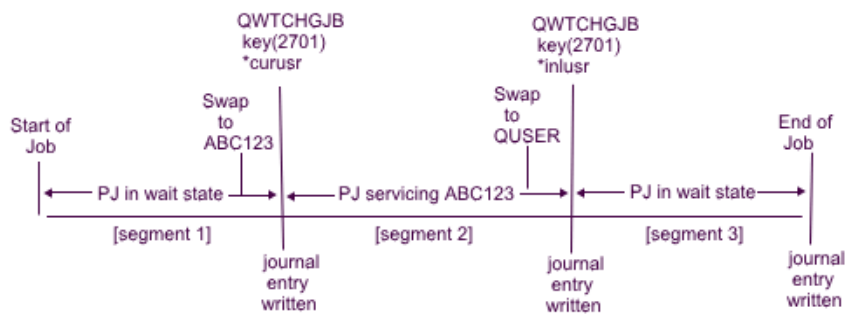 QWTCHGJB
key(2701)
*curusr
QWTCHGJB
key(2701)
*inlusr
Start of
Job
Swap
to
ABC123
Swap
to
QUSER
End of
Job
PJ in wait state
PJ servicing ABC123
PJ in wait state
[segment 1]
[segment 2]
[segment 3]
journal
entry
written
journal
entry
written
journal
entry
written